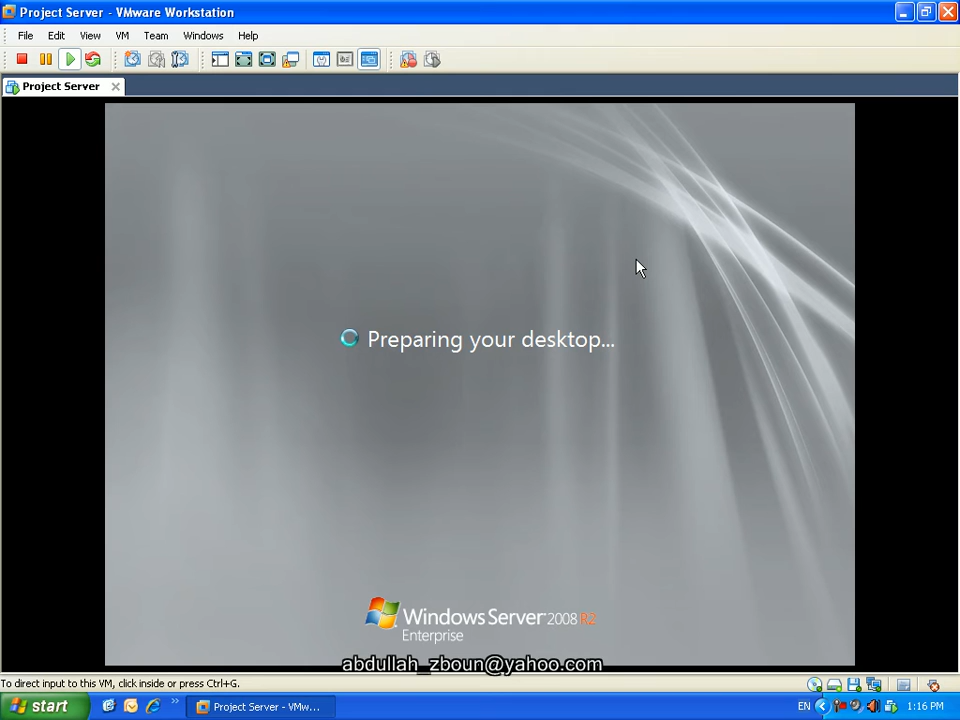 Project Server - VMware Workstation
File Edit View VM Team Windows Help
Project Server
Preparing your desktop...
Windows Server 2008 R2
Enterprise
abdullah_zboun@yahoo.com
To direct input to this VM, click inside or press Ctrl+G.
start Project Server - VMw... EN 1:16 PM